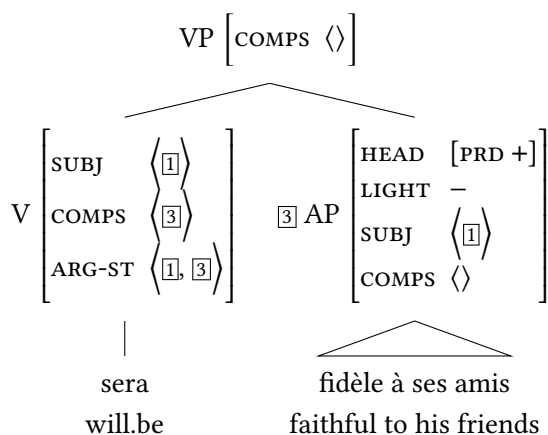 VP [COMPS ⟨⟩]
V [SUBJ ⟨1⟩
COMPS ⟨3⟩
ARG-ST ⟨1, 3⟩]
3 AP [HEAD [PRD +]
LIGHT −
SUBJ ⟨1⟩
COMPS ⟨⟩]
sera
will.be
fidèle à ses amis
faithful to his friends